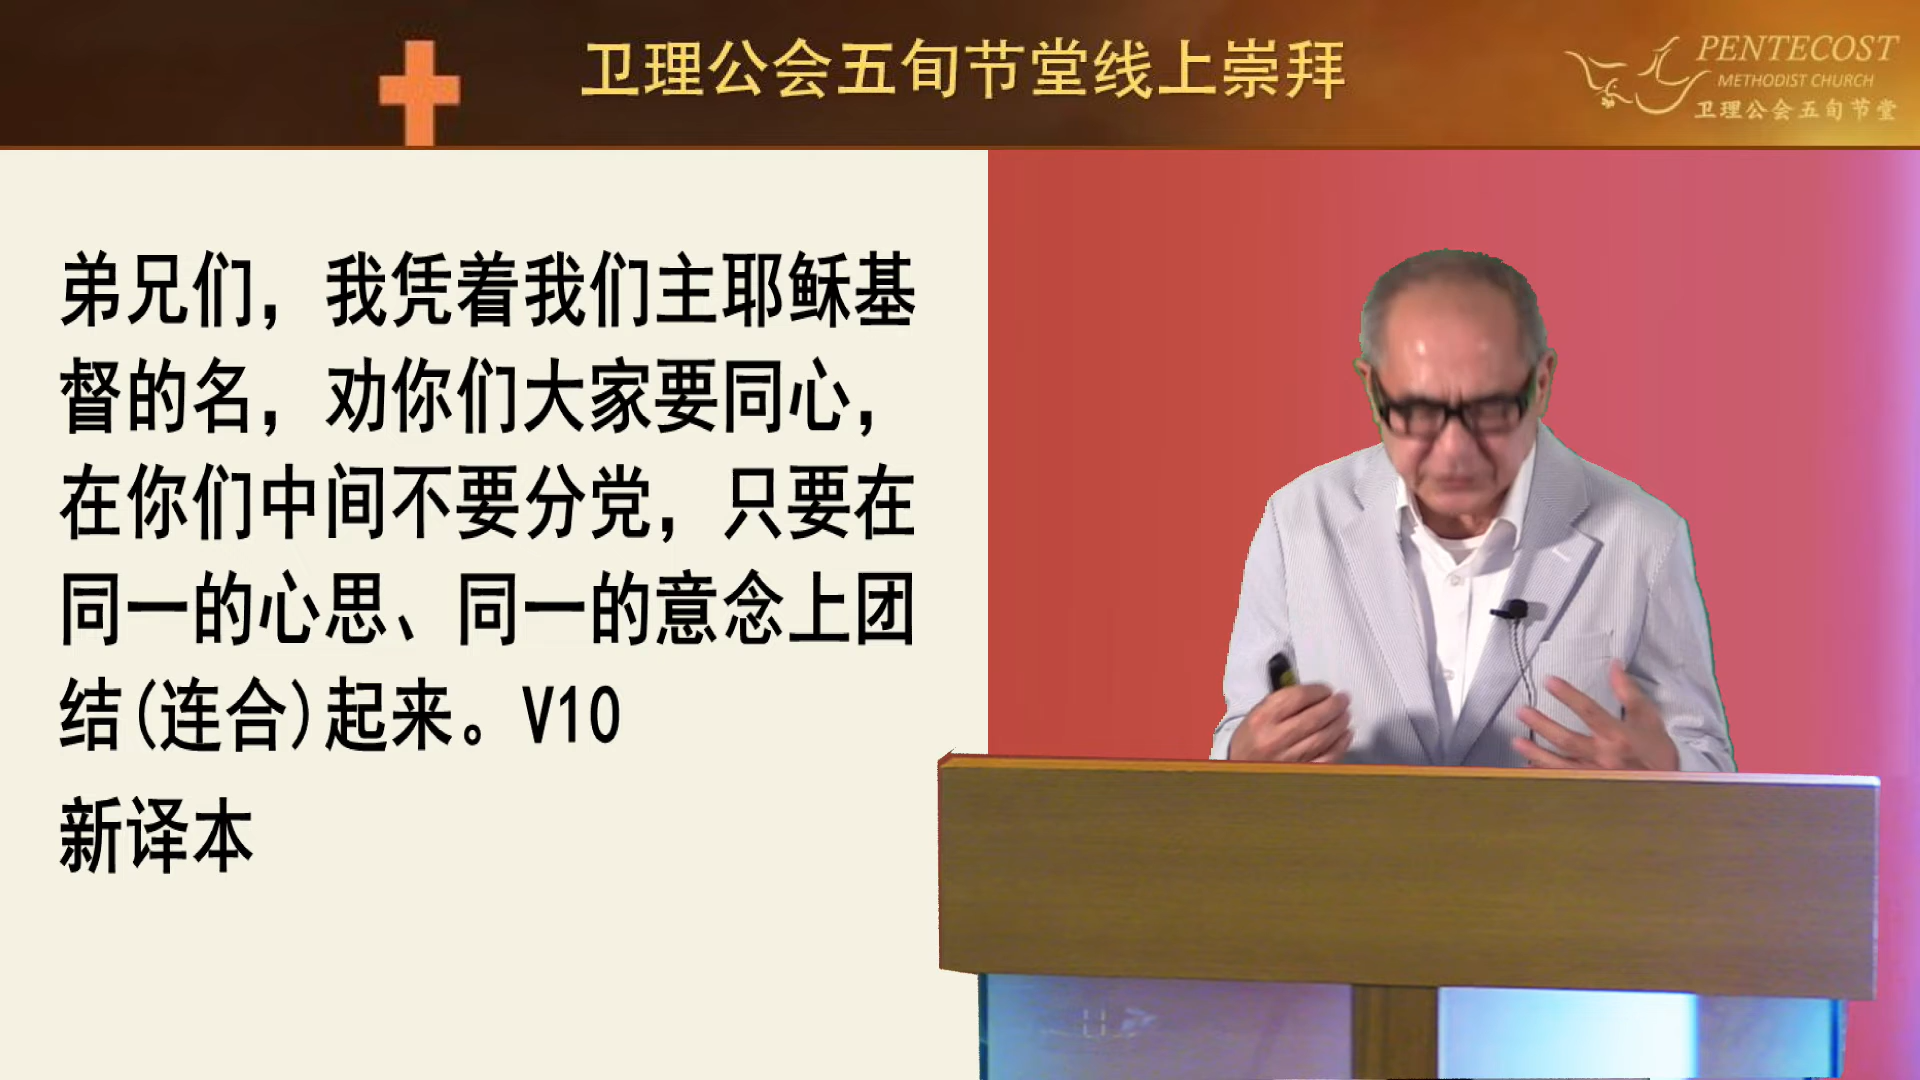 卫理公会五旬节堂线上崇拜
PENTECOST
METHODIST CHURCH
卫理公会五旬节堂
弟兄们，我凭着我们主耶稣基
督的名，劝你们大家要同心，
在你们中间不要分党，只要在
同一的心思、同一的意念上团
结(连合)起来。V10
新译本